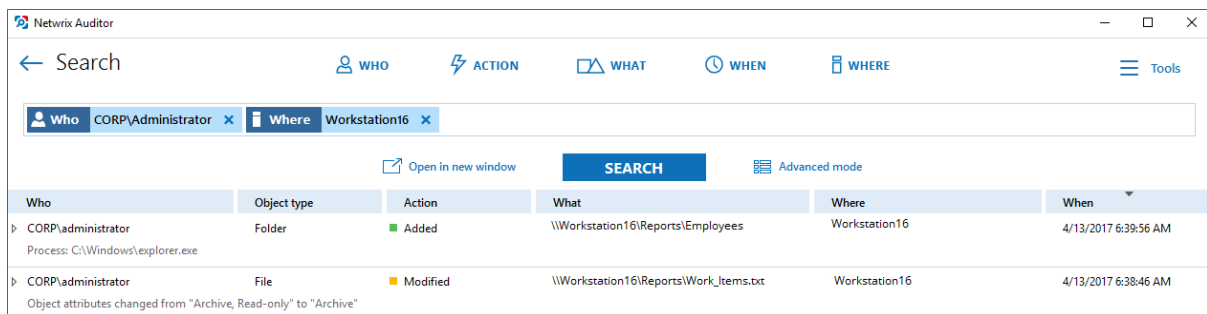 Netwrix Auditor
Search
WHO
ACTION
WHAT
WHEN
WHERE
Tools
Who CORP\Administrator × Where Workstation16 ×
Open in new window
SEARCH
Advanced mode
Who Object type Action What Where When
CORP\administrator Folder Added \\Workstation16\Reports\Employees Workstation16 4/13/2017 6:39:56 AM
Process: C:\Windows\explorer.exe
CORP\administrator File Modified \\Workstation16\Reports\Work_Items.txt Workstation16 4/13/2017 6:38:46 AM
Object attributes changed from "Archive, Read-only" to "Archive"